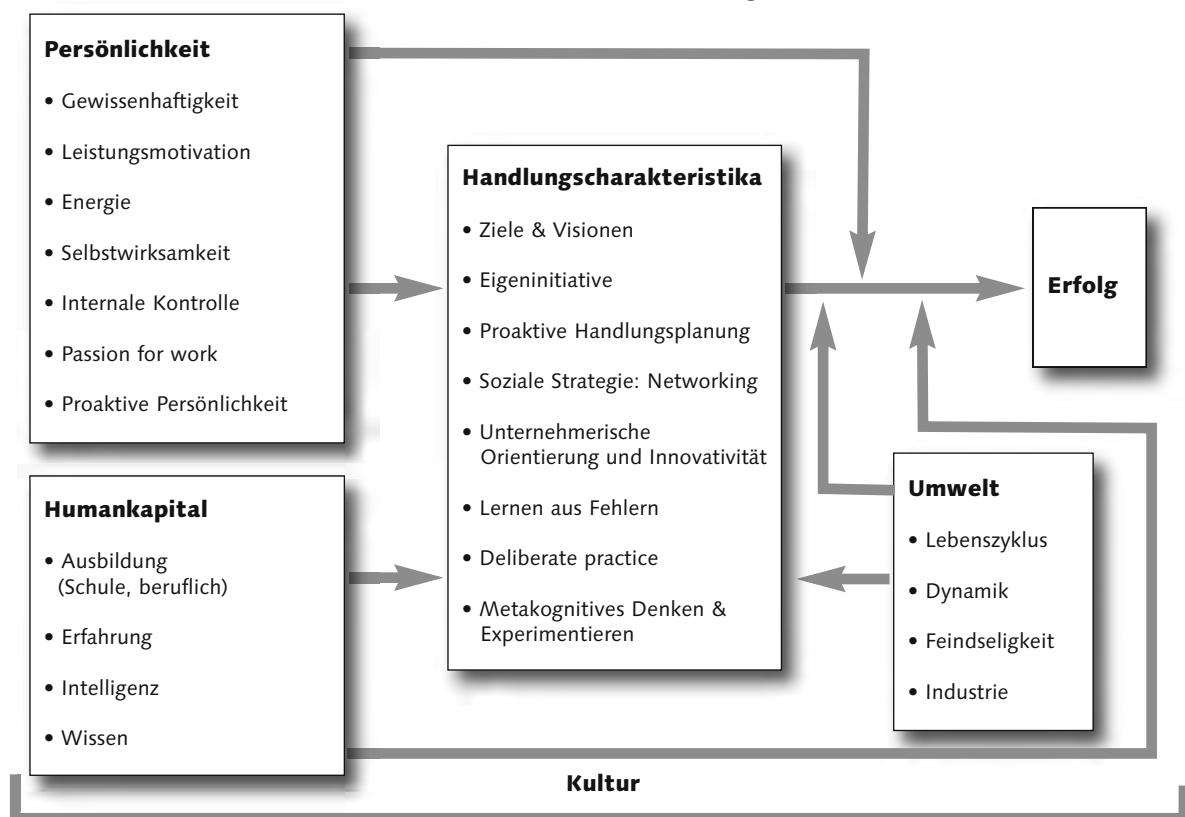 Persönlichkeit
• Gewissenhaftigkeit
• Leistungsmotivation
• Energie
• Selbstwirksamkeit
• Internale Kontrolle
• Passion for work
• Proaktive Persönlichkeit
Humankapital
• Ausbildung
(Schule, beruflich)
• Erfahrung
• Intelligenz
• Wissen
Handlungscharakteristika
• Ziele & Visionen
• Eigeninitiative
• Proaktive Handlungsplanung
• Soziale Strategie: Networking
• Unternehmerische
Orientierung und Innovativität
• Lernen aus Fehlern
• Deliberate practice
• Metakognitives Denken &
Experimentieren
Erfolg
Umwelt
• Lebenszyklus
• Dynamik
• Feindseligkeit
• Industrie
Kultur